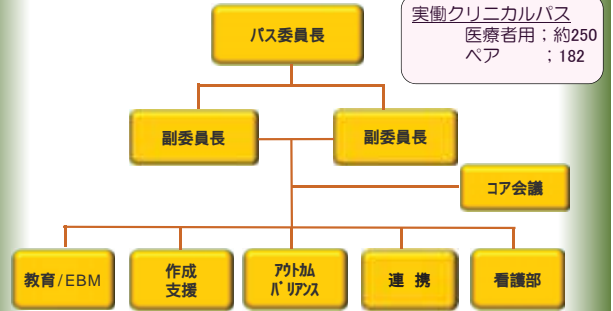 パス委員長
実働クリニカルパス
医療者用；約250
ペア　　；182
副委員長
副委員長
コア会議
教育/EBM
作成
支援
ｱｳﾄｶﾑ
ﾊﾞﾘｱﾝｽ
連 携
看護部